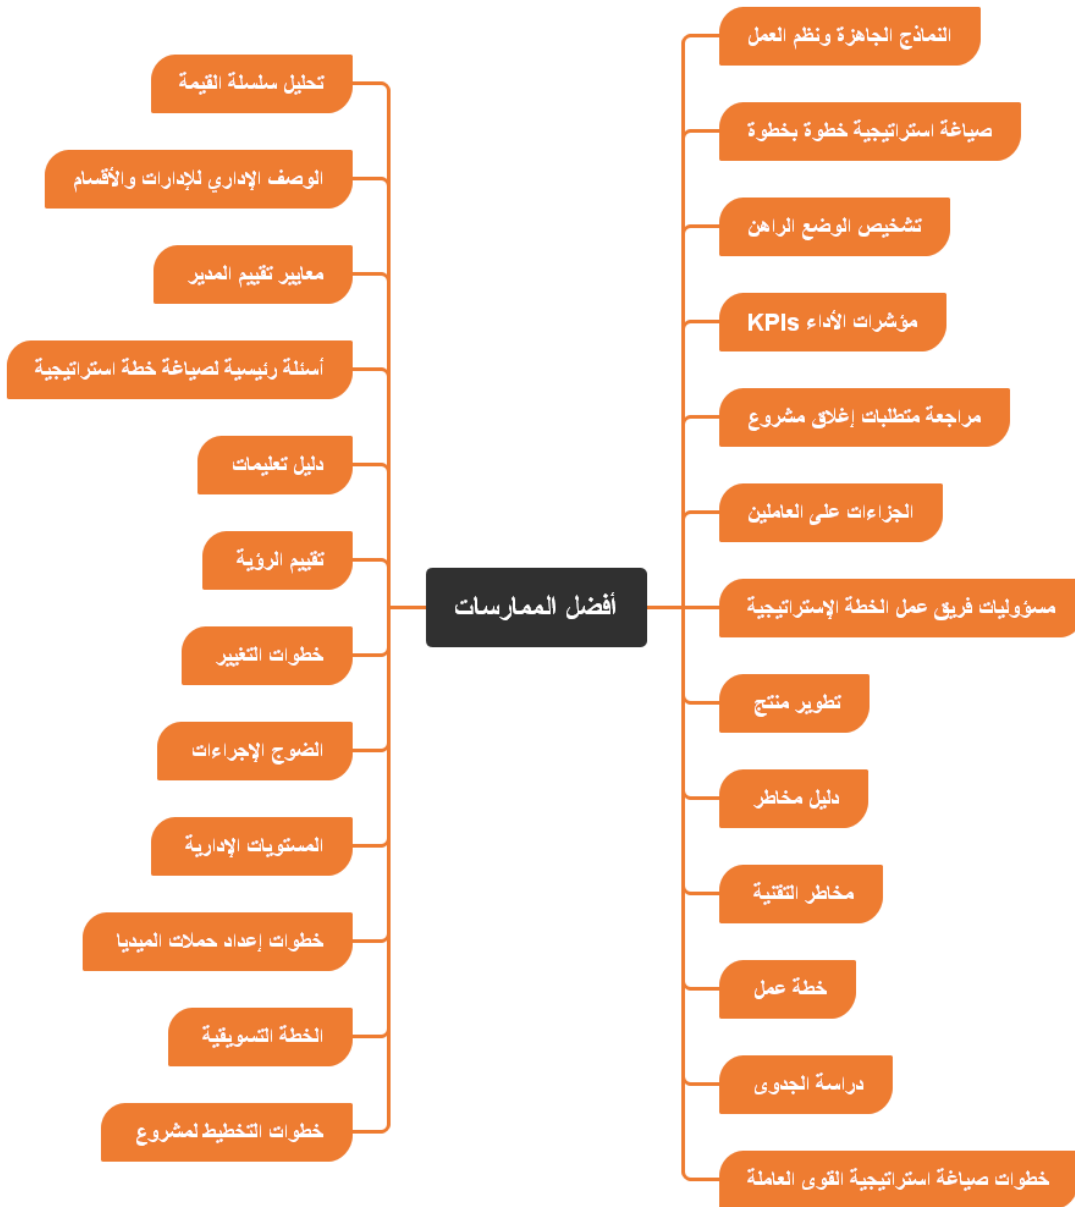 أفضل الممارسات
النماذج الجاهزة ونظم العمل
صياغة استراتيجية خطوة بخطوة
تشخيص الوضع الراهن
مؤشرات الأداء KPIs
مراجعة متطلبات إغلاق مشروع
الجزاءات على العاملين
مسؤوليات فريق عمل الخطة الإستراتيجية
تطوير منتج
دليل مخاطر
مخاطر التقنية
خطة عمل
دراسة الجدوى
خطوات صياغة استراتيجية القوى العاملة
تحليل سلسلة القيمة
الوصف الإداري للإدارات والأقسام
معايير تقييم المدير
أسئلة رئيسية لصياغة خطة استراتيجية
دليل تعليمات
تقييم الرؤية
خطوات التغيير
الضوج الإجراءات
المستويات الإدارية
خطوات إعداد حملات الميديا
الخطة التسويقية
خطوات التخطيط لمشروع